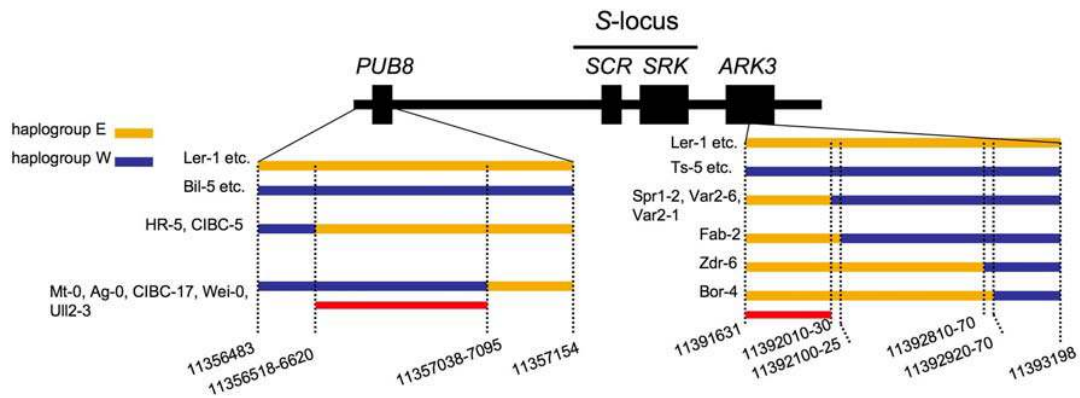 S-locus
PUB8
SCR SRK ARK3
haplogroup E
haplogroup W
Ler-1 etc.
Bil-5 etc.
HR-5, CIBC-5
Mt-0, Ag-0, CIBC-17, Wei-0,
Ull2-3
11356483
11356518-6620
11357038-7095
11357154
Ler-1 etc.
Ts-5 etc.
Spr1-2, Var2-6,
Var2-1
Fab-2
Zdr-6
Bor-4
11391631
11392010-30
11392100-25
11392810-70
11392920-70
11393198